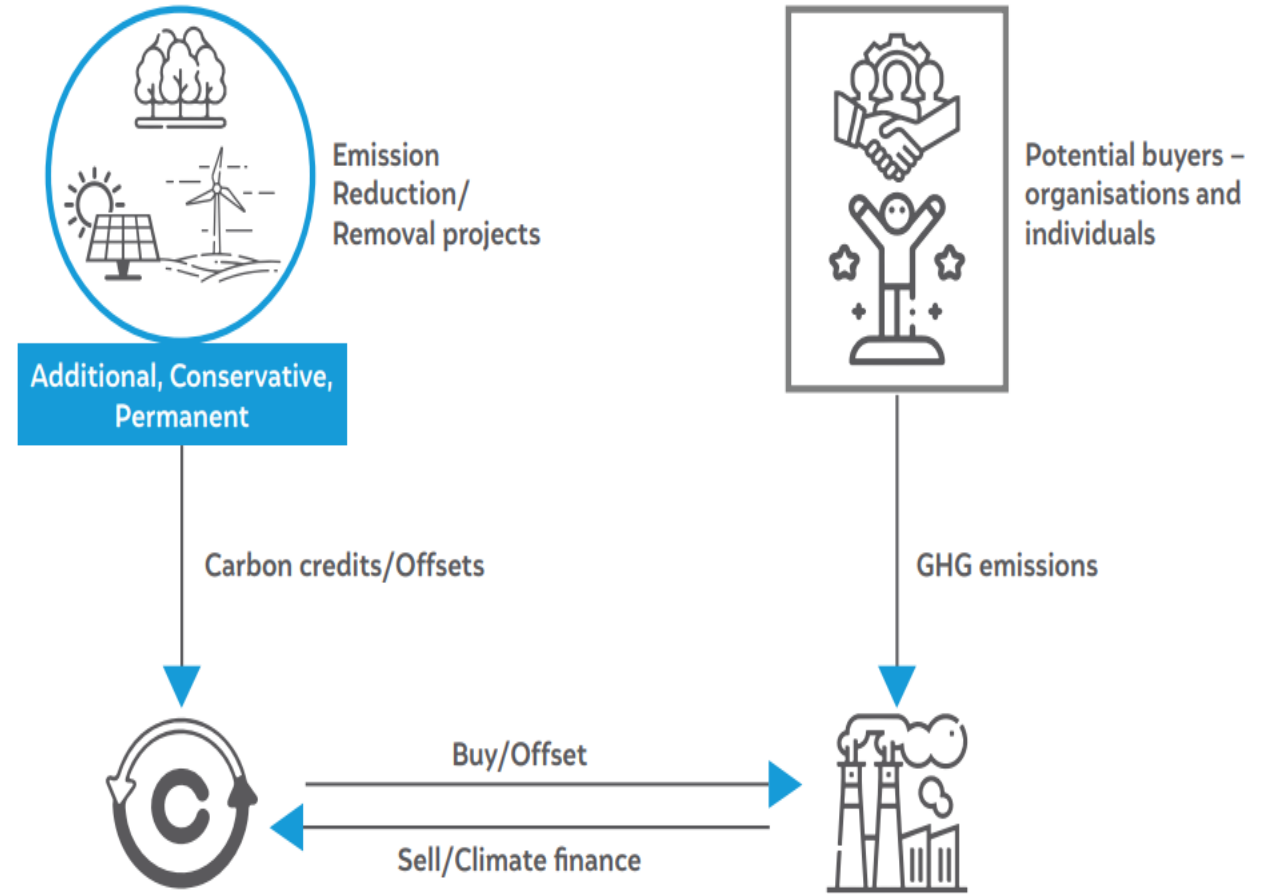 Emission
Reduction/
Removal projects
Potential buyers –
organisations and
individuals
Additional, Conservative,
Permanent
Carbon credits/Offsets
GHG emissions
Buy/Offset
Sell/Climate finance
C